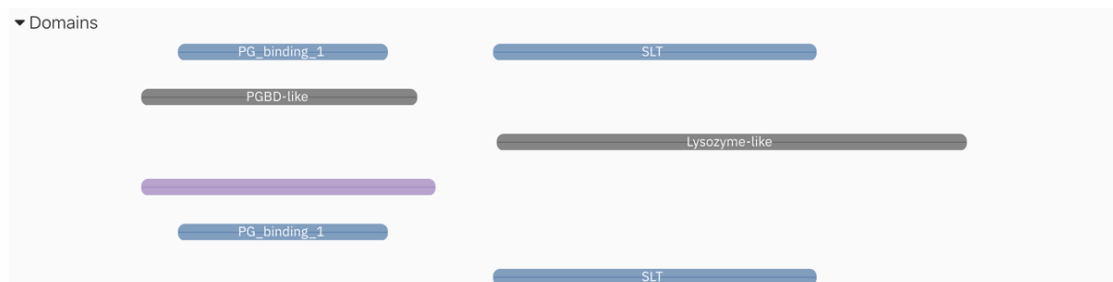 Domains
PG_binding_1 SLT
PGBD-like
Lysozyme-like
PG_binding_1
SLT